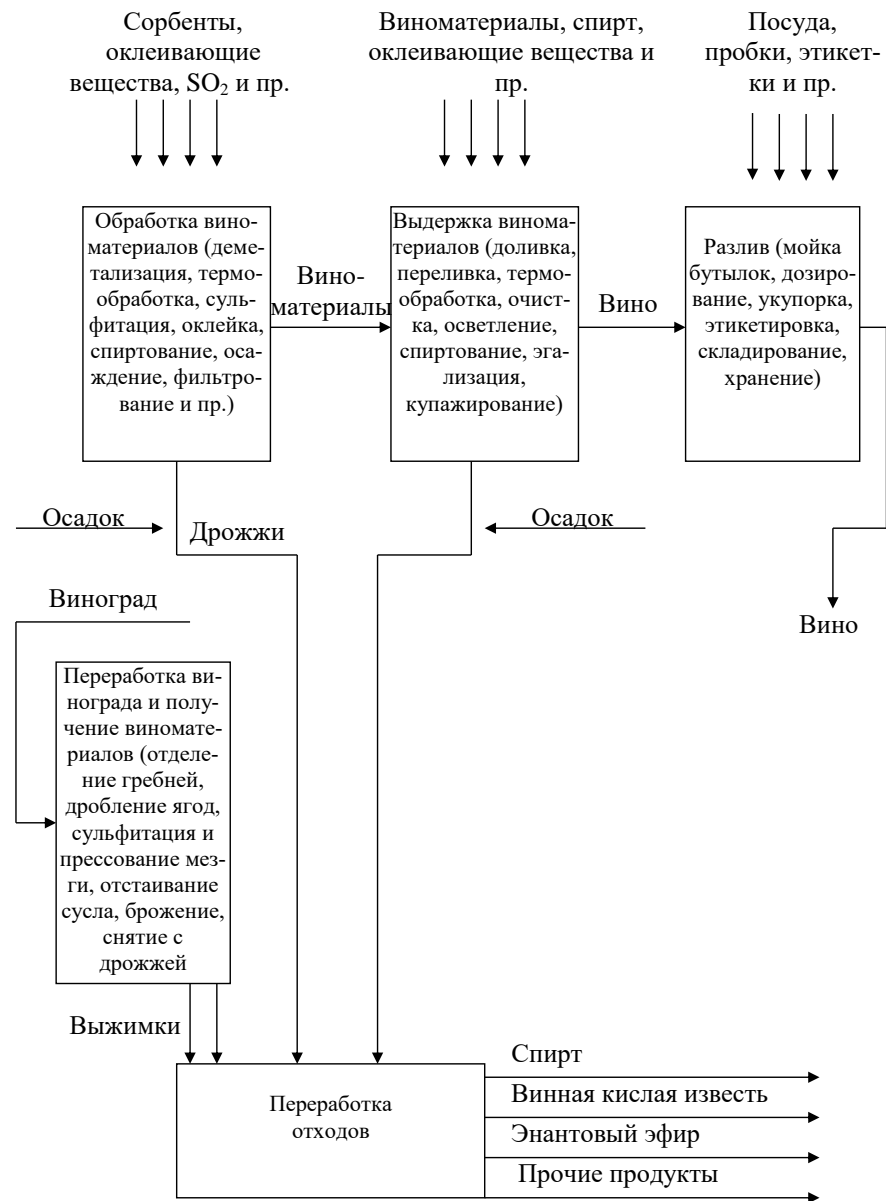 Сорбенты,
оклеивающие
вещества, SO₂ и пр.
Виноматериалы, спирт,
оклеивающие вещества и
пр.
Посуда,
пробки, этикет-
ки и пр.
Обработка вино-
материалов (деме-
тализация, термо-
обработка, суль-
фитация, оклейка,
спиртование, оса-
ждение, фильтро-
вание и пр.)
Вино-
материалы
Выдержка винома-
териалов (доливка,
переливка, термо-
обработка, очист-
ка, осветление,
спиртование, эга-
лизация,
купажирование)
Вино
Разлив (мойка
бутылок, дозиро-
вание, укупорка,
этикетировка,
складирование,
хранение)
Осадок
Дрожжи
Осадок
Вино
Виноград
Переработка ви-
нограда и полу-
чение виномате-
риалов (отделе-
ние гребней,
дробление ягод,
сульфитация и
прессование мез-
ги, отстаивание
сусла, брожение,
снятие с
дрожжей
Выжимки
Переработка
отходов
Спирт
Винная кислая известь
Энантовый эфир
Прочие продукты